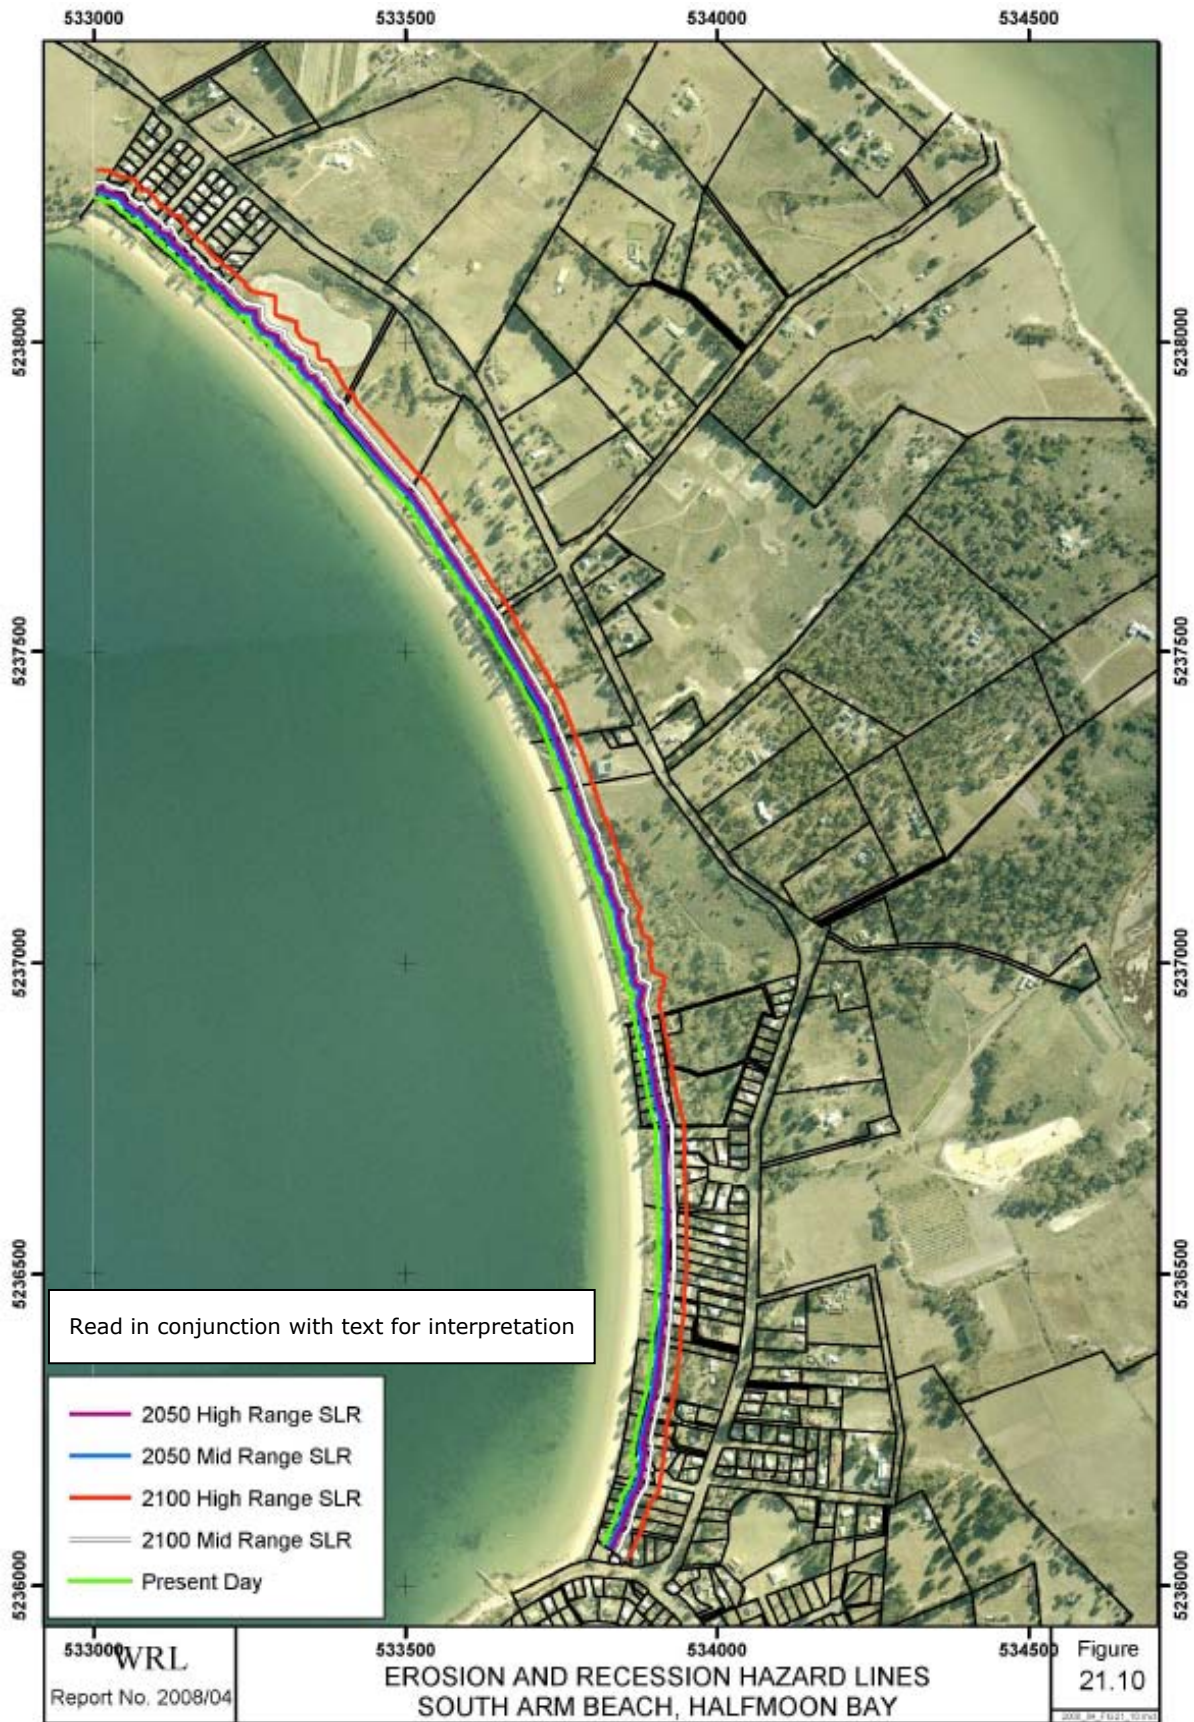 533000 533500 534000 534500
5238000 5238000
5237500 5237500
5237000 5237000
5236500 5236500
5236000 5236000
Read in conjunction with text for interpretation
2050 High Range SLR
2050 Mid Range SLR
2100 High Range SLR
2100 Mid Range SLR
Present Day
533000 533500 534000 534500
WRL
Report No. 2008/04
EROSION AND RECESSION HAZARD LINES
SOUTH ARM BEACH, HALFMOON BAY
Figure
21.10